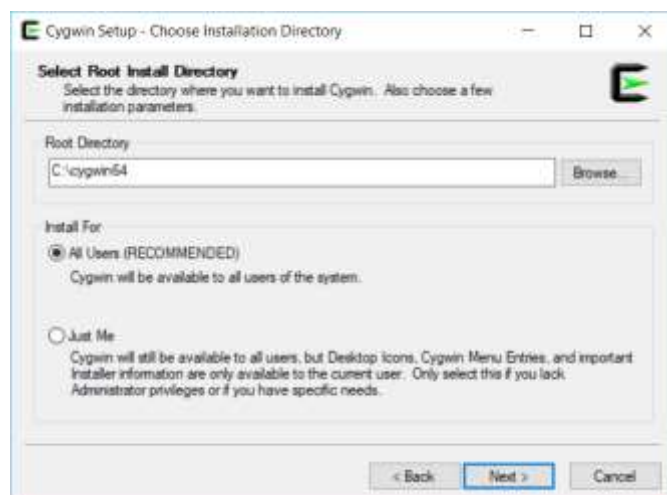 Cygwin Setup - Choose Installation Directory
Select Root Install Directory
Select the directory where you want to install Cygwin. Also choose a few
installation parameters.
Root Directory
C:\cygwin64
Browse...
Install For
All Users (RECOMMENDED)
Cygwin will be available to all users of the system.
Just Me
Cygwin will still be available to all users, but Desktop Icons, Cygwin Menu Entries, and important
Installer information are only available to the current user. Only select this if you lack
Administrator privileges or if you have specific needs.
< Back
Next >
Cancel